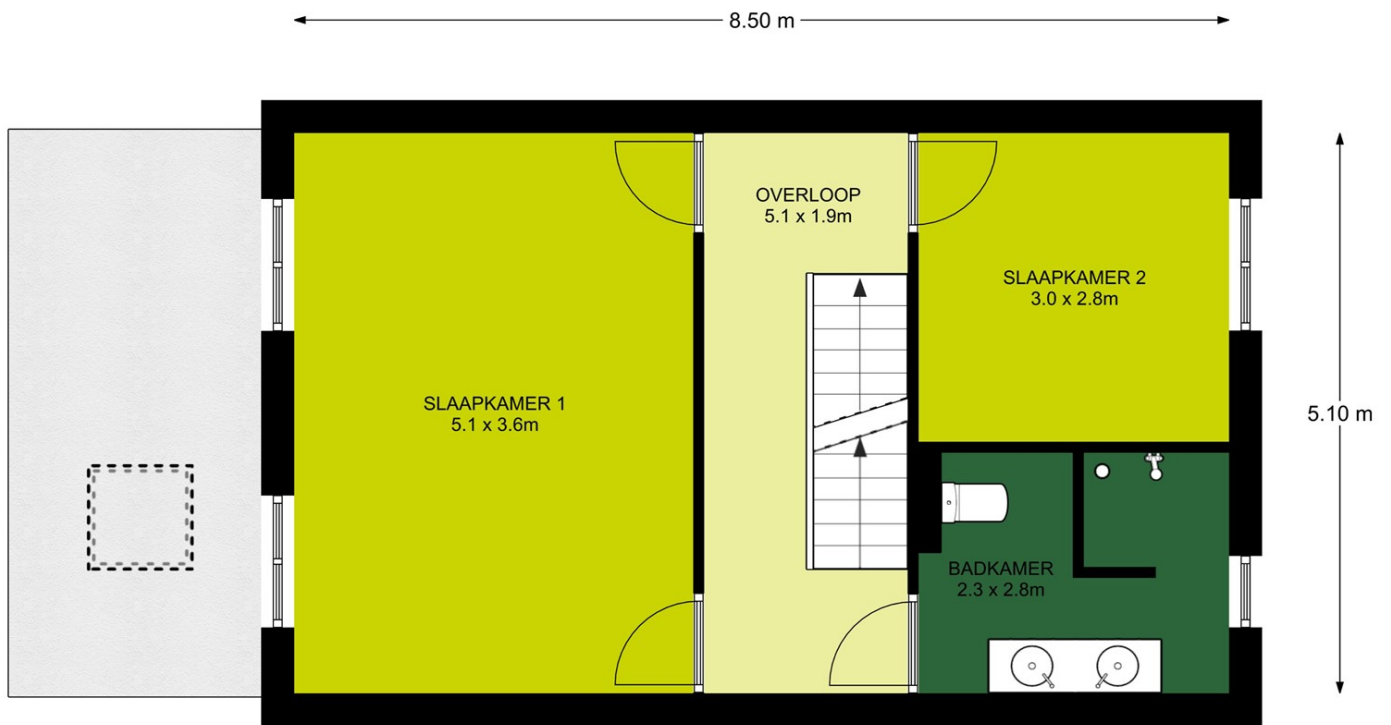 8.50 m
OVERLOOP
5.1 x 1.9m
SLAAPKAMER 2
3.0 x 2.8m
SLAAPKAMER 1
5.1 x 3.6m
5.10 m
BADKAMER
2.3 x 2.8m